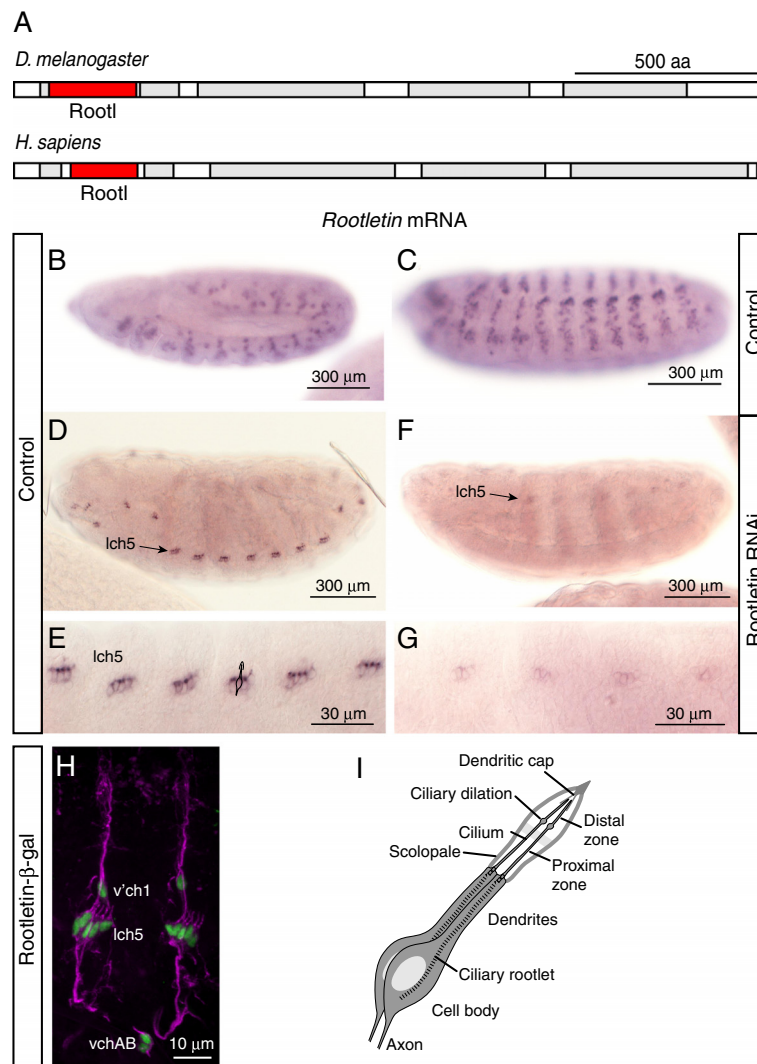 A
D. melanogaster
500 aa
Rootl
H. sapiens
Rootl
Rootletin mRNA
Control
B
300 µm
C
300 µm
Control
D
lch5
300 µm
F
lch5
300 µm
Rootletin RNAi
E
lch5
30 µm
G
30 µm
Rootletin-β-gal
H
v'ch1
lch5
vchAB
10 µm
I
Dendritic cap
Ciliary dilation
Cilium
Distal
zone
Scolopale
Proximal
zone
Dendrites
Ciliary rootlet
Cell body
Axon